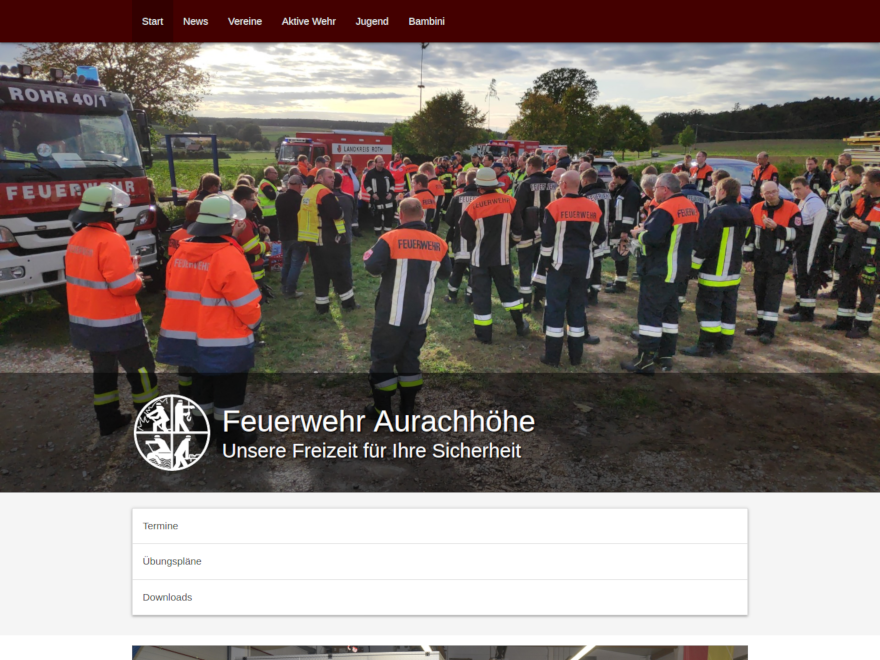 Start News Vereine Aktive Wehr Jugend Bambini
ROHR 40/1
LANDKREIS ROTH
FEUERWEHR
FEUERWEHR
FEUERWEHR
FEUERWEHR
FEUERWEHR
Feuerwehr Aurachhöhe
Unsere Freizeit für Ihre Sicherheit
Termine
Übungspläne
Downloads